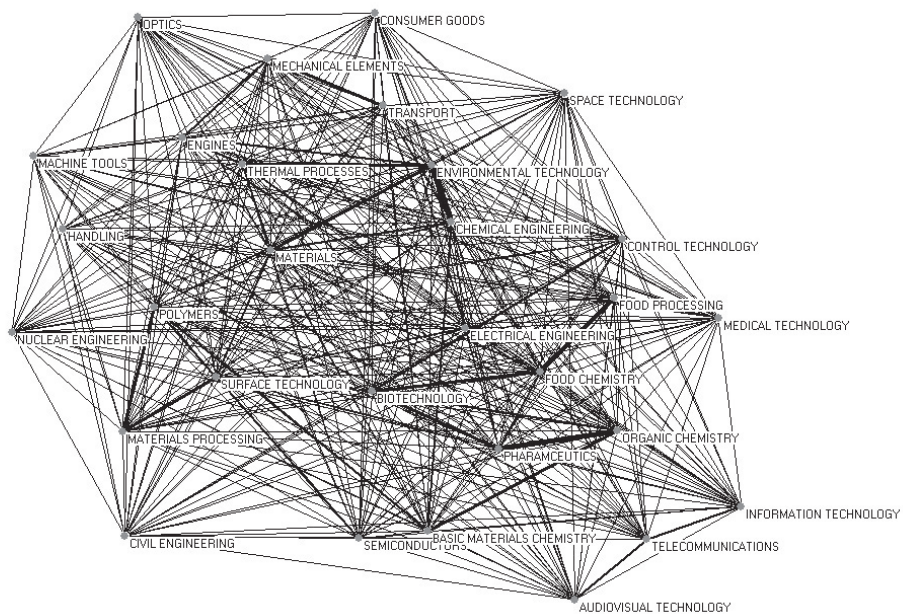 OPTICS
CONSUMER GOODS
MECHANICAL ELEMENTS
SPACE TECHNOLOGY
TRANSPORT
ENGINES
MACHINE TOOLS
THERMAL PROCESSES
ENVIRONMENTAL TECHNOLOGY
CHEMICAL ENGINEERING
HANDLING
CONTROL TECHNOLOGY
MATERIALS
FOOD PROCESSING
POLYMERS
MEDICAL TECHNOLOGY
NUCLEAR ENGINEERING
ELECTRICAL ENGINEERING
SURFACE TECHNOLOGY
FOOD CHEMISTRY
BIOTECHNOLOGY
MATERIALS PROCESSING
ORGANIC CHEMISTRY
PHARAMCEUTICS
INFORMATION TECHNOLOGY
BASIC MATERIALS CHEMISTRY
CIVIL ENGINEERING
SEMICONDUCTORS
TELECOMMUNICATIONS
AUDIOVISUAL TECHNOLOGY